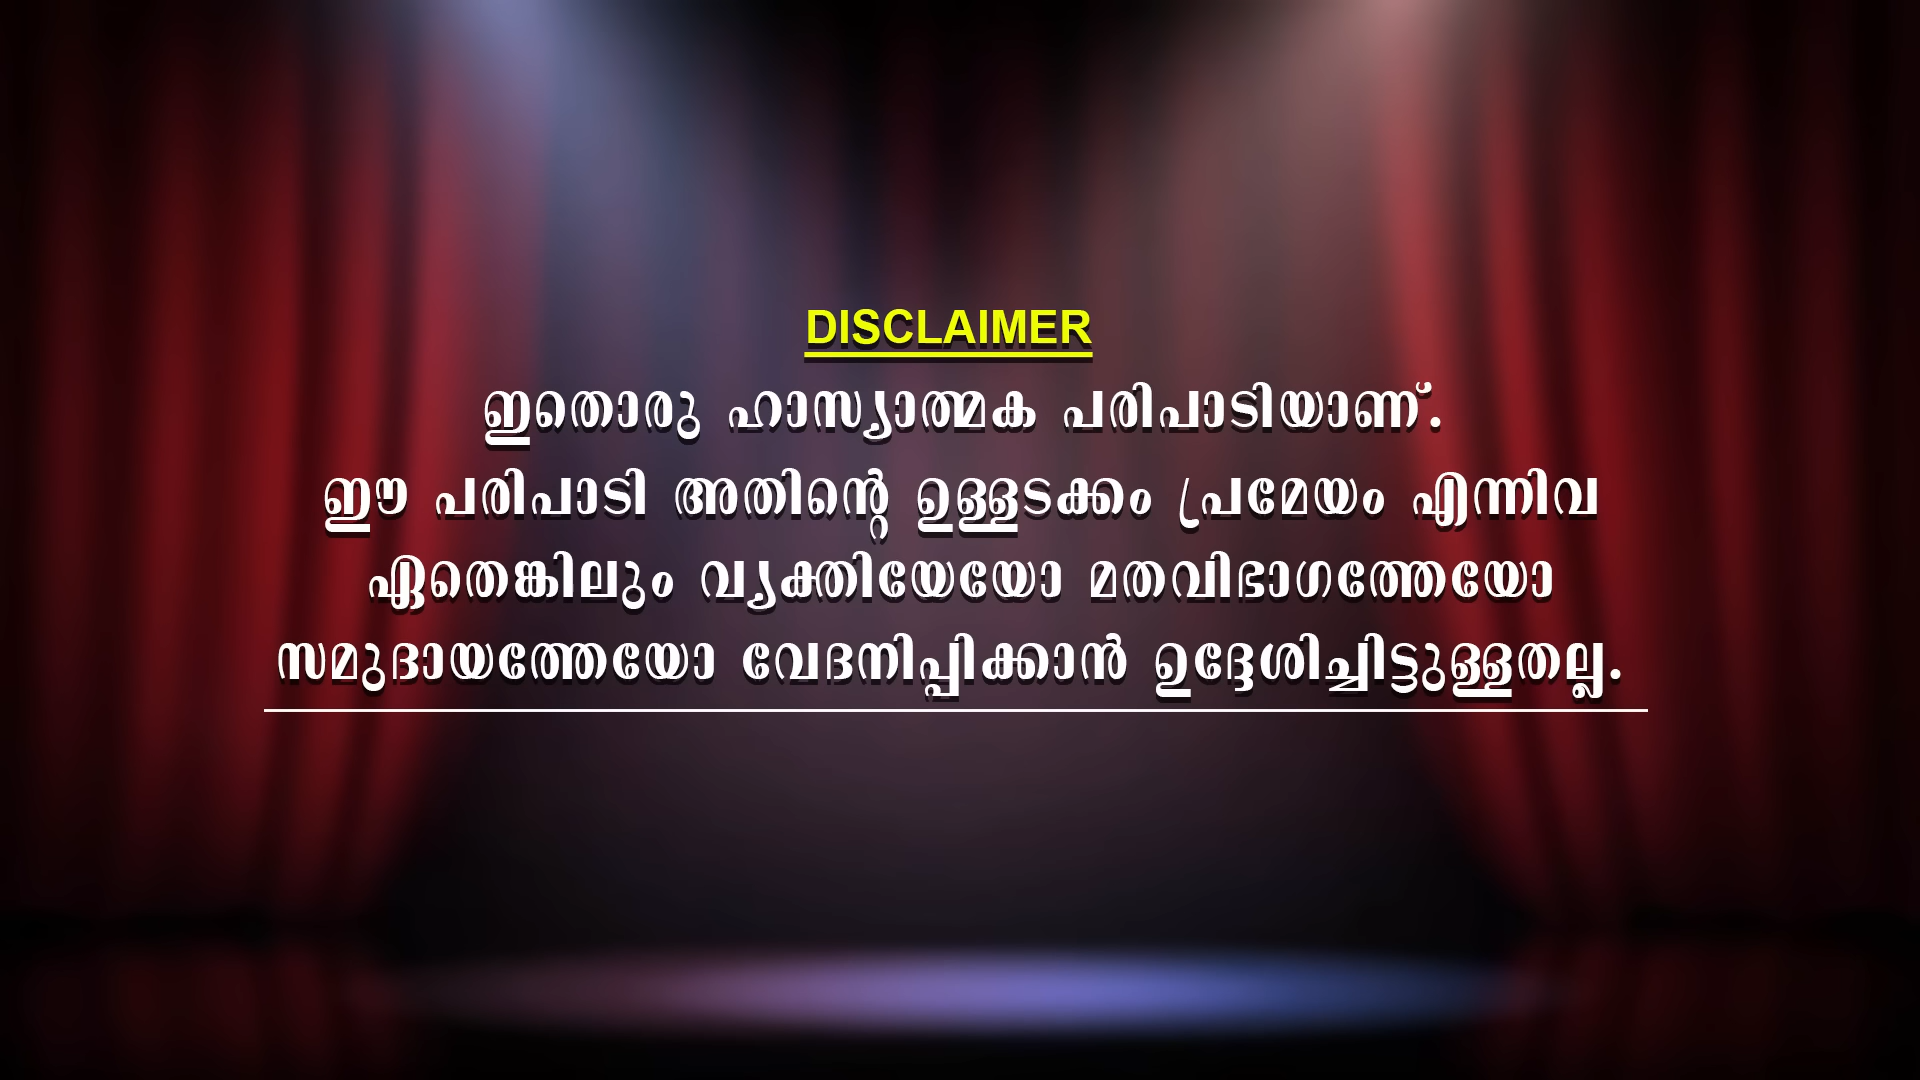 DISCLAIMER
ഇതൊരു ഹാസ്യാത്മക പരിപാടിയാണ്.
ഈ പരിപാടി അതിന്റെ ഉള്ളടക്കം പ്രമേയം എന്നിവ
ഏതെങ്കിലും വ്യക്തിയേയോ മതവിഭാഗത്തേയോ
സമുദായത്തേയോ വേദനിപ്പിക്കാൻ ഉദ്ദേശിച്ചിട്ടുള്ളതല്ല.